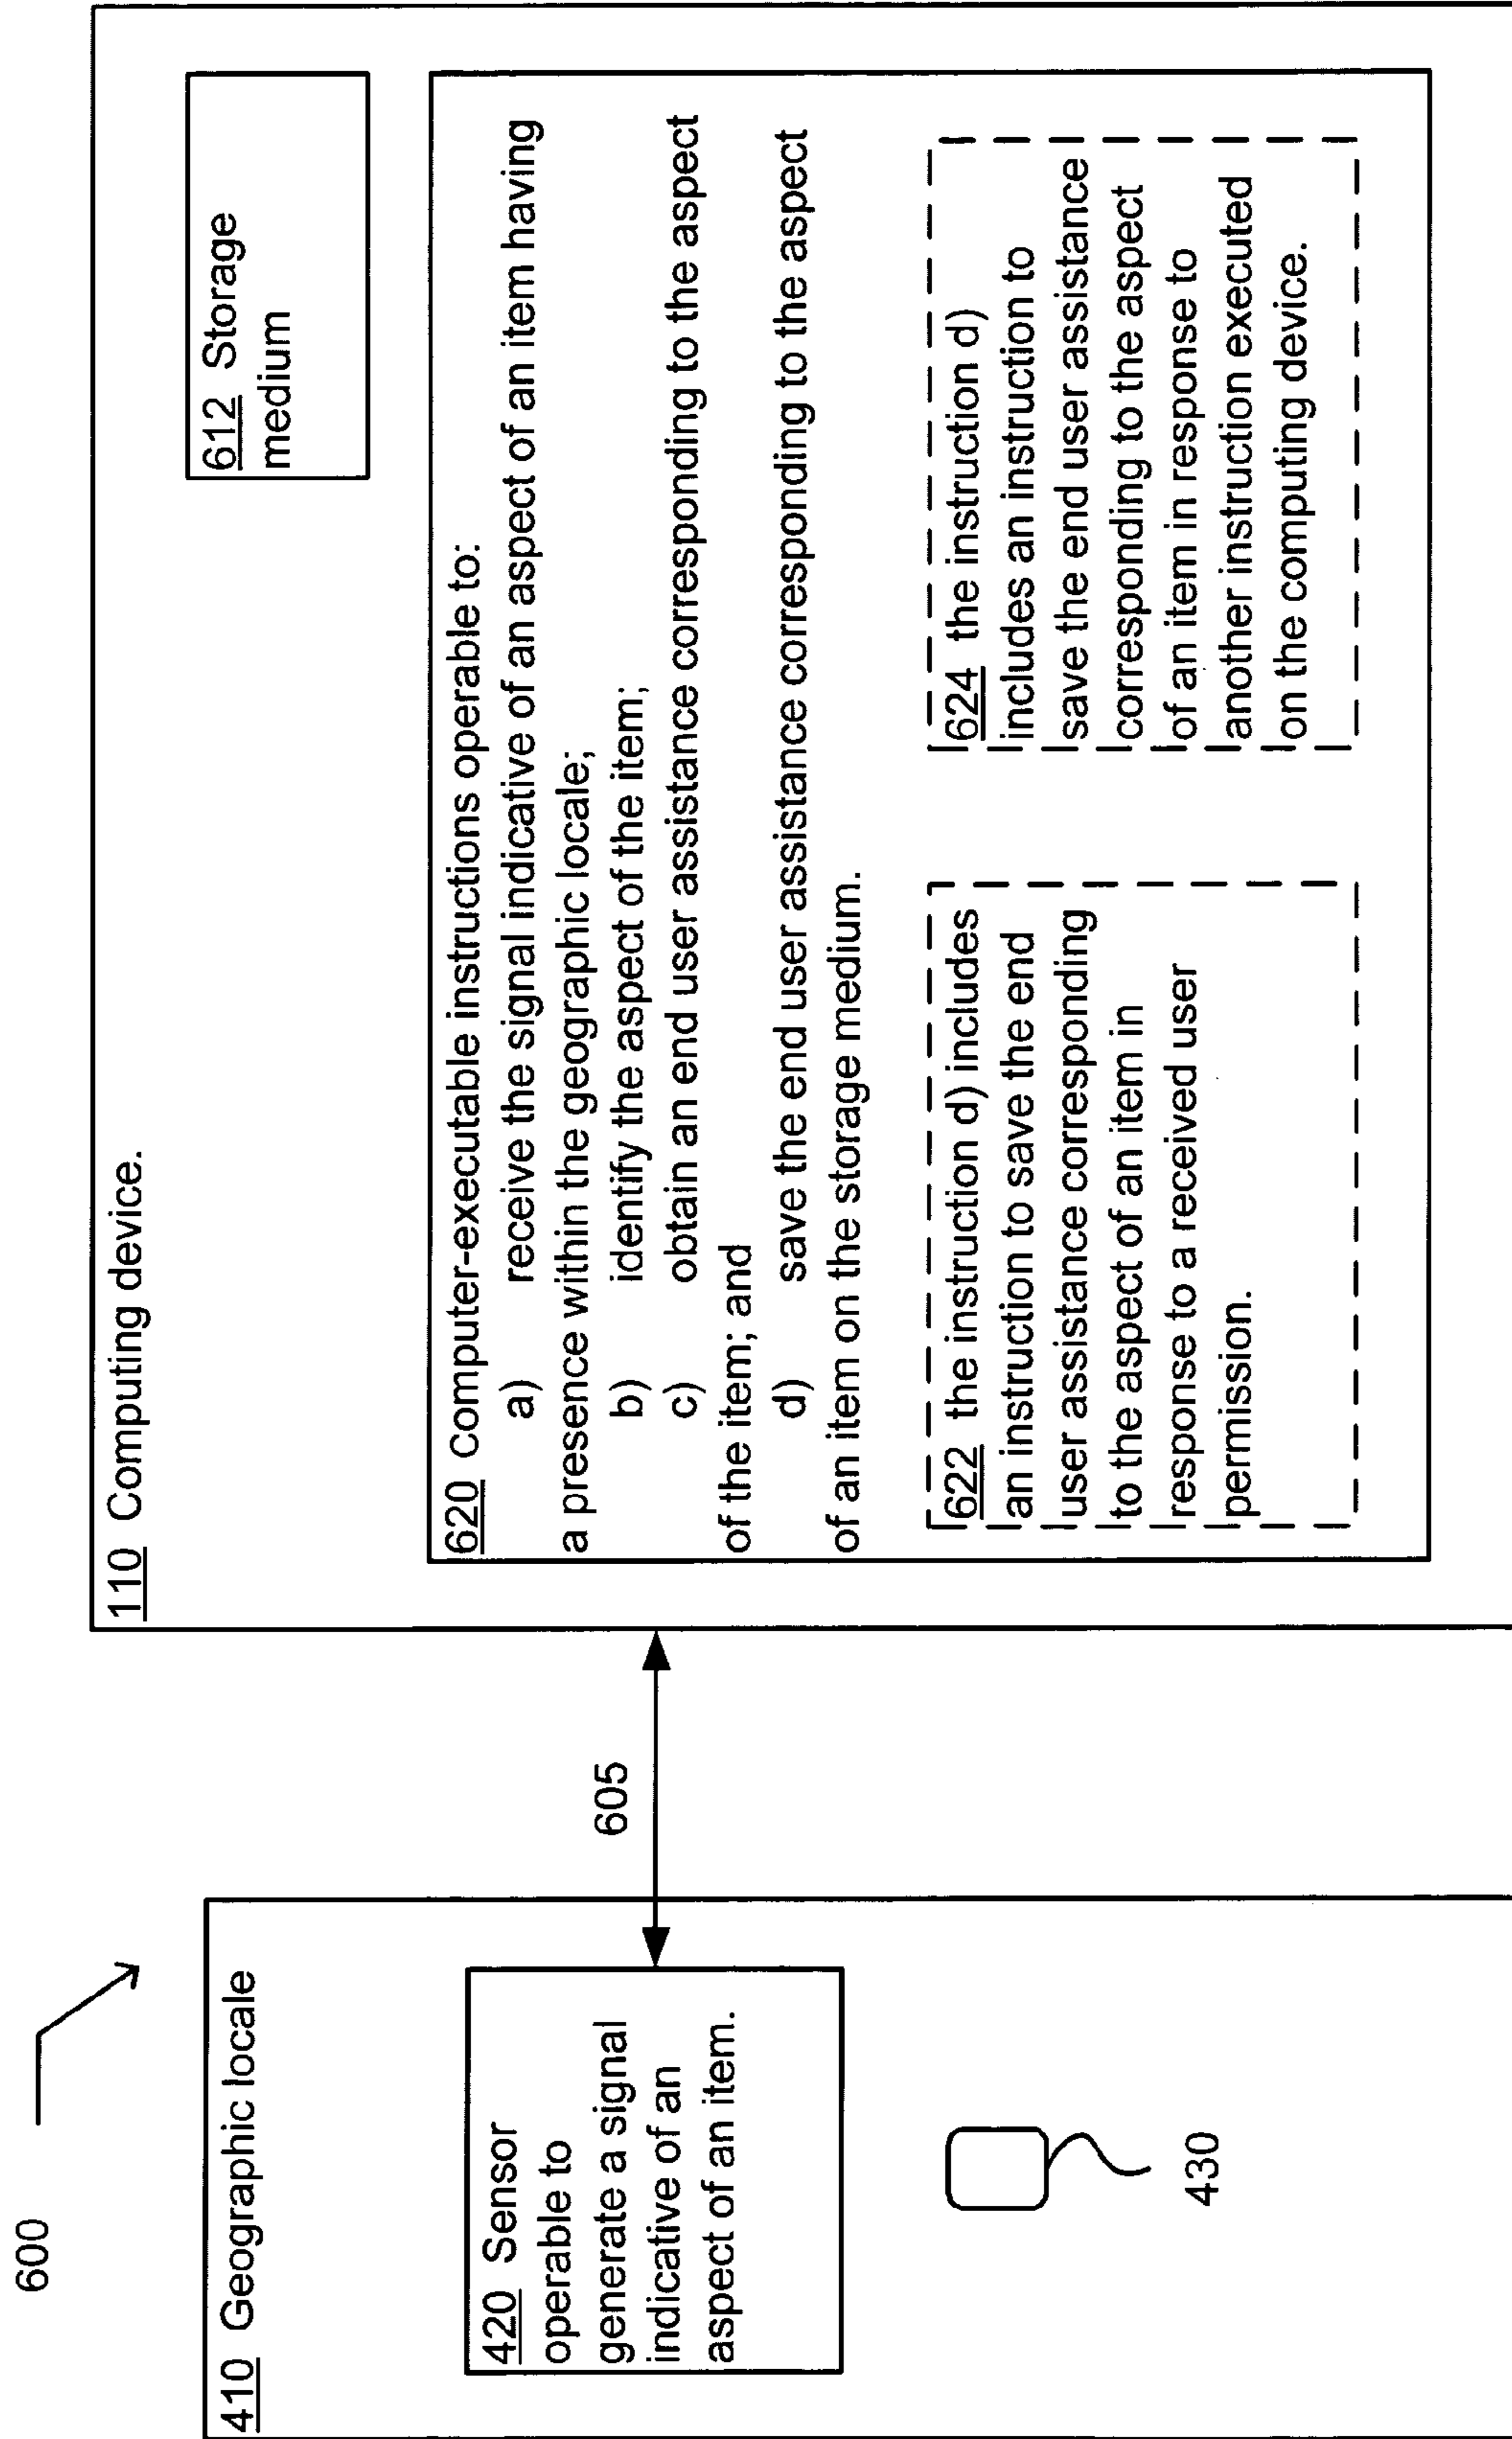 600
410 Geographic locale
420 Sensor
operable to
generate a signal
indicative of an
aspect of an item.
430
605
110 Computing device.
612 Storage
medium
620 computer-executable instructions operable to:
a) receive the signal indicative of an aspect of an item having
a presence within the geographic locale;
b) identify the aspect of the item;
c) obtain an end user assistance corresponding to the aspect
of the item; and
d) save the end user assistance corresponding to the aspect
of an item on the storage medium.
622 the instruction d) includes
an instruction to save the end
user assistance corresponding
to the aspect of an item in
response to a received user
permission.
624 the instruction d)
includes an instruction to
save the end user assistance
corresponding to the aspect
of an item in response to
another instruction executed
on the computing device.